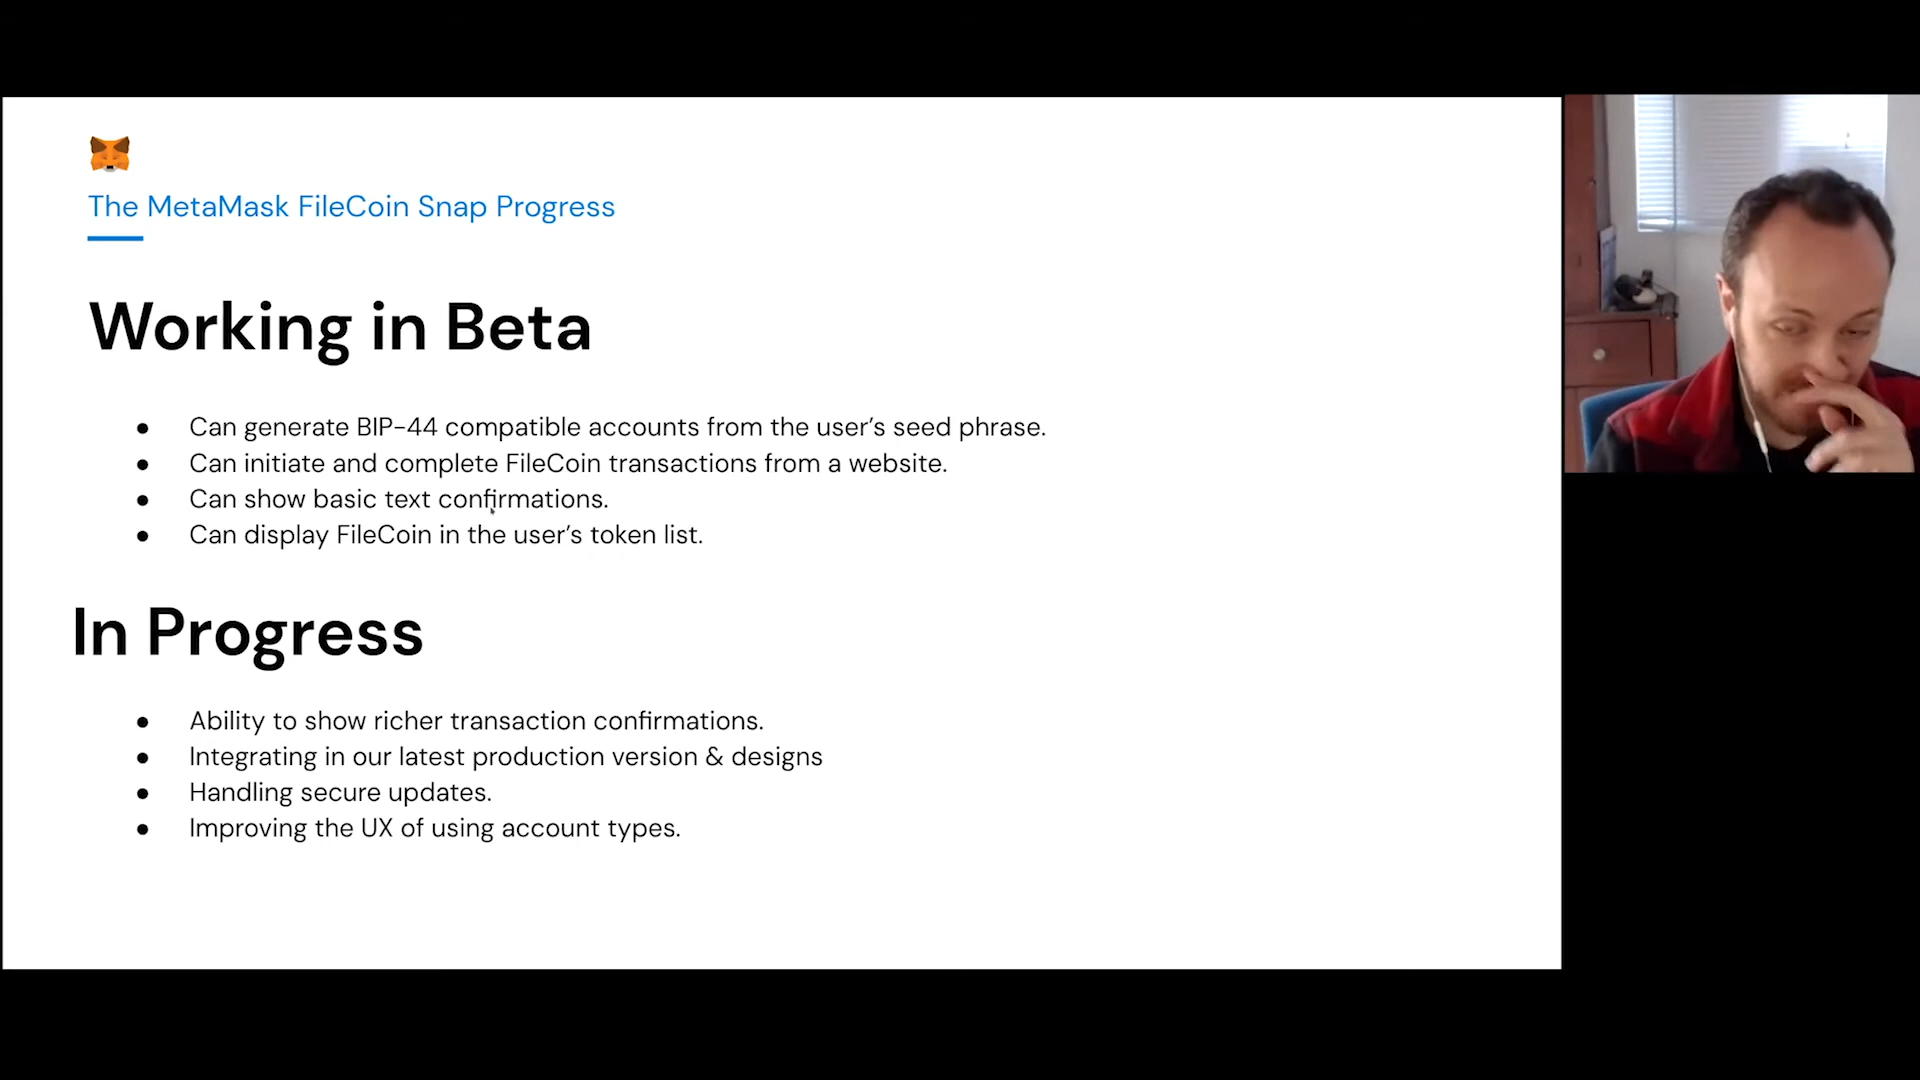 The MetaMask FileCoin Snap Progress
Working in Beta
● Can generate BIP-44 compatible accounts from the user’s seed phrase.
● Can initiate and complete FileCoin transactions from a website.
● Can show basic text confirmations.
● Can display FileCoin in the user’s token list.
In Progress
● Ability to show richer transaction confirmations.
● Integrating in our latest production version & designs
● Handling secure updates.
● Improving the UX of using account types.